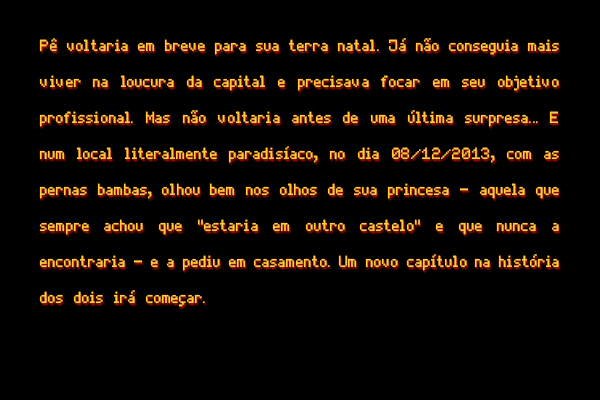 Pê voltaria em breve para sua terra natal. Já não conseguia mais
viver na loucura da capital e precisava focar em seu objetivo
profissional. Mas não voltaria antes de uma última surpresa... E
num local literalmente paradisíaco, no dia 08/12/2013, com as
pernas bambas, olhou bem nos olhos de sua princesa - aquela que
sempre achou que "estaria em outro castelo" e que nunca a
encontraria - e a pediu em casamento. Um novo capítulo na história
dos dois irá começar.